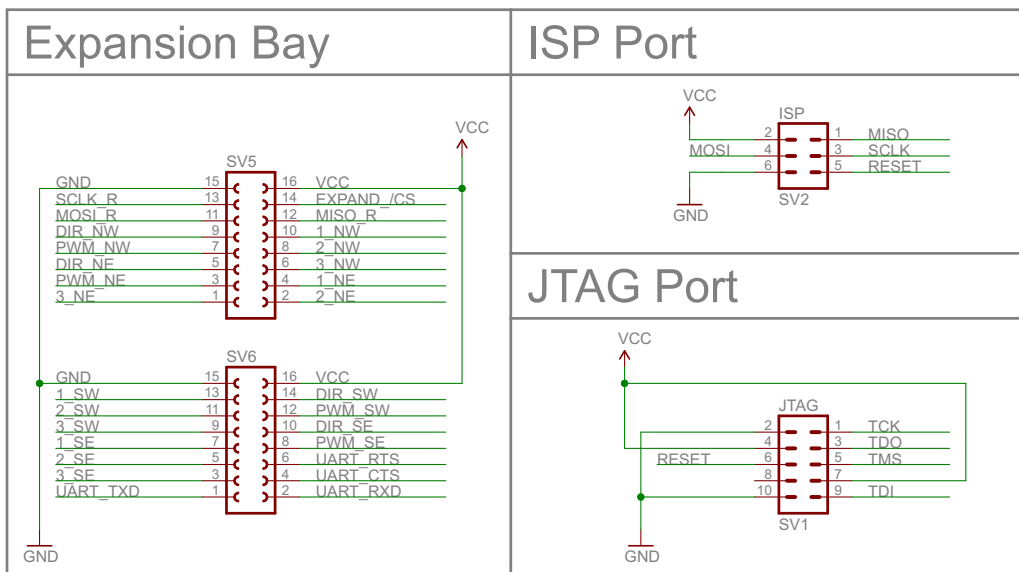 Expansion Bay
VCC
SV5
GND 15 16 VCC
SCLK_R 13 14 EXPAND_/CS
MOSI_R 11 12 MISO_R
DIR_NW 9 10 1_NW
PWM_NW 7 8 2_NW
DIR_NE 5 6 3_NW
PWM_NE 3 4 1_NE
3_NE 1 2 2_NE
SV6
GND 15 16 VCC
1_SW 13 14 DIR_SW
2_SW 11 12 PWM_SW
3_SW 9 10 DIR_SE
1_SE 7 8 PWM_SE
2_SE 5 6 UART_RTS
3_SE 3 4 UART_CTS
UART_TXD 1 2 UART_RXD
GND
ISP Port
VCC
ISP
2 1 MISO
MOSI 4 3 SCLK
6 5 RESET
GND
SV2
JTAG Port
VCC
JTAG
2 1 TCK
4 3 TDO
RESET 6 5 TMS
8 7
10 9 TDI
SV1
GND